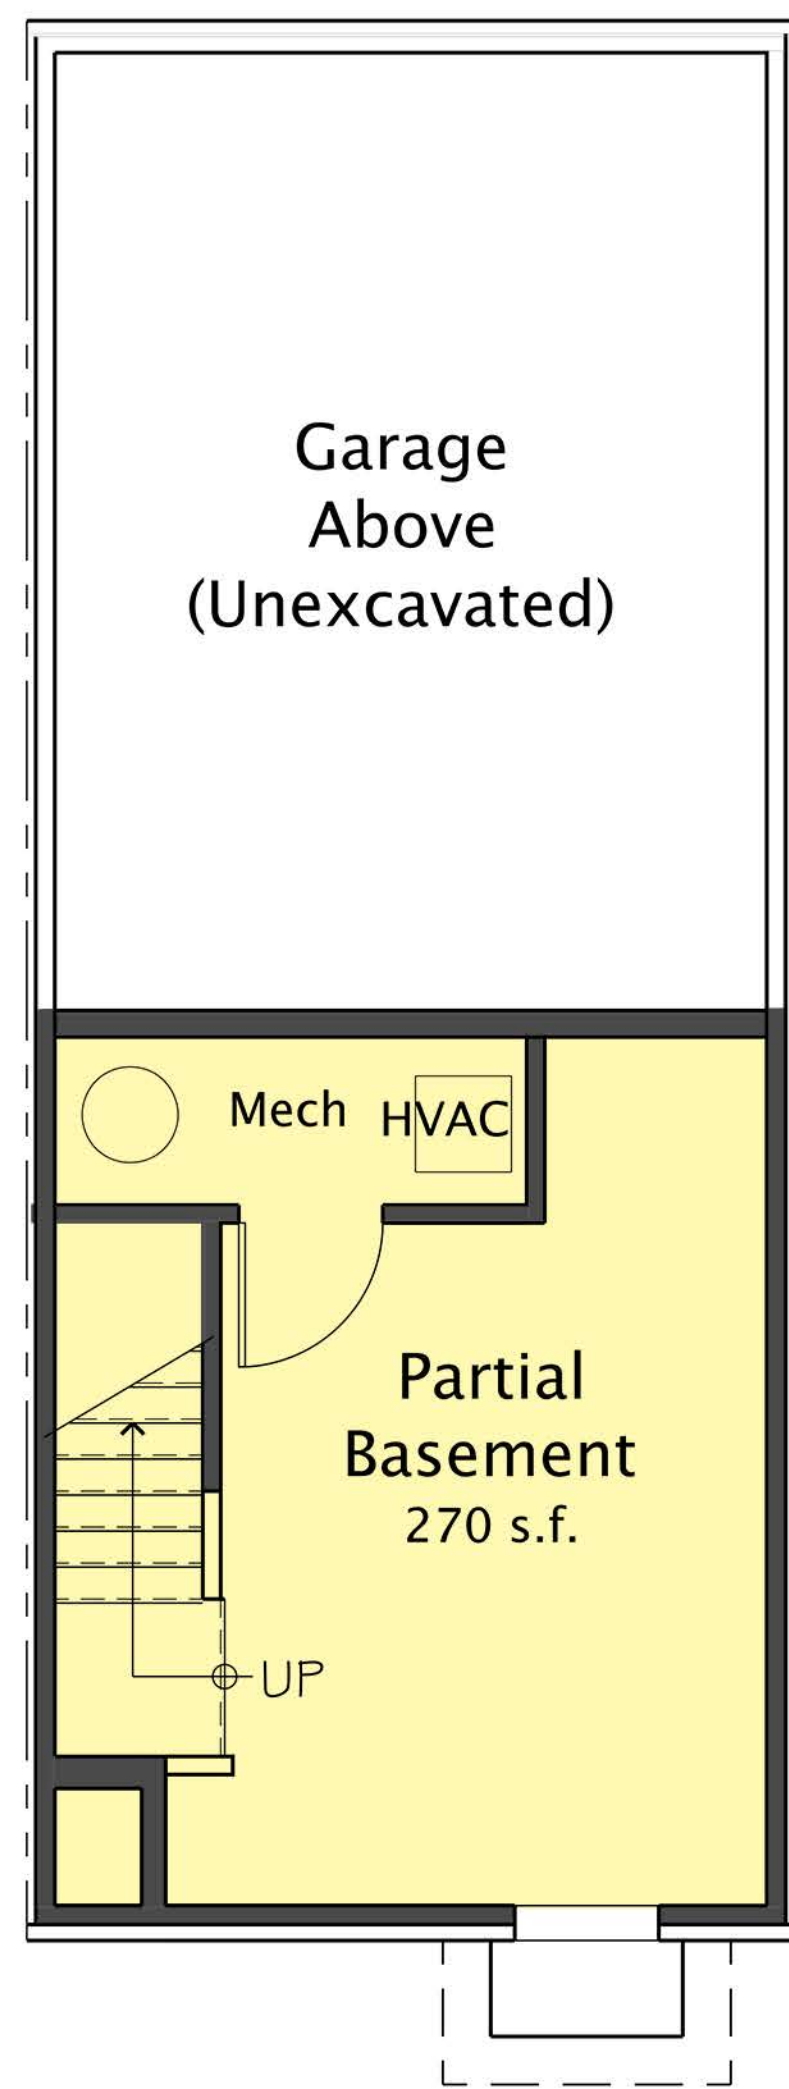 Garage
Above
(Unexcavated)
Mech HVAC
Partial
Basement
270 s.f.
UP